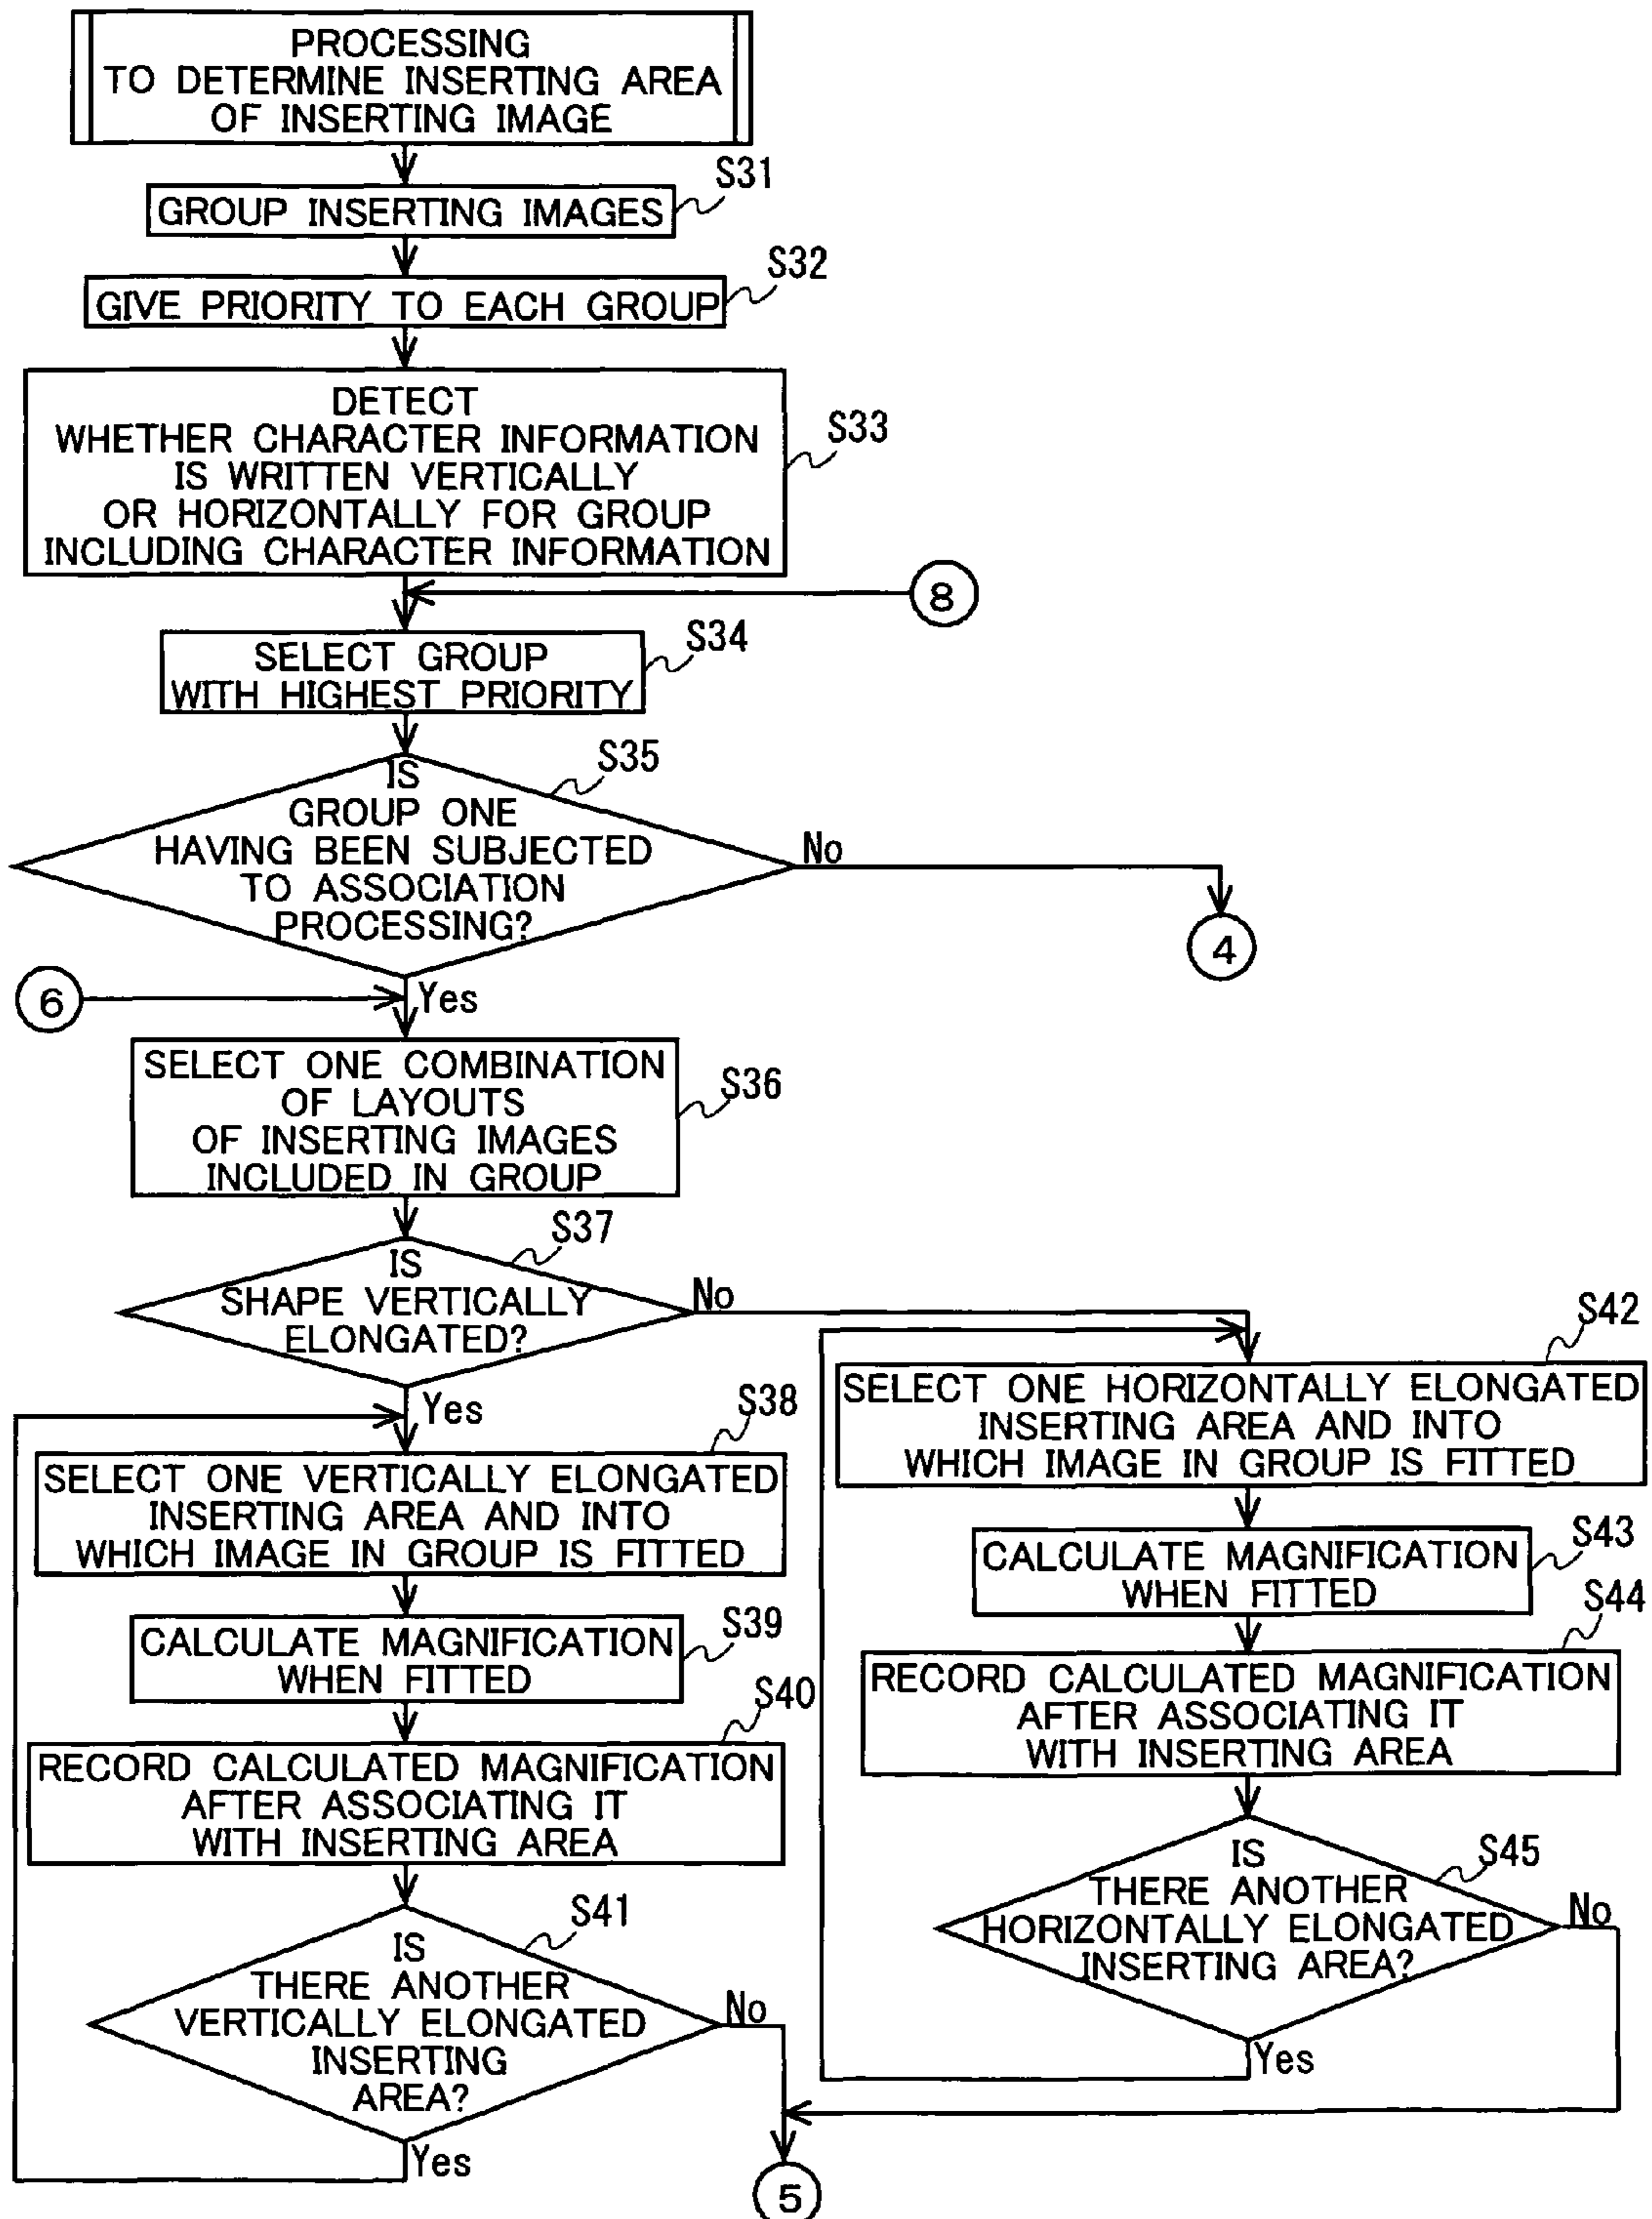 PROCESSING
TO DETERMINE INSERTING AREA
OF INSERTING IMAGE
S31
GROUP INSERTING IMAGES
S32
GIVE PRIORITY TO EACH GROUP
S33
DETECT
WHETHER CHARACTER INFORMATION
IS WRITTEN VERTICALLY
OR HORIZONTALLY FOR GROUP
INCLUDING CHARACTER INFORMATION
8
S34
SELECT GROUP
WITH HIGHEST PRIORITY
S35
IS
GROUP ONE
HAVING BEEN SUBJECTED
TO ASSOCIATION
PROCESSING?
No
4
6
Yes
S36
SELECT ONE COMBINATION
OF LAYOUTS
OF INSERTING IMAGES
INCLUDED IN GROUP
S37
IS
SHAPE VERTICALLY
ELONGATED?
No
Yes
S38
SELECT ONE VERTICALLY ELONGATED
INSERTING AREA AND INTO
WHICH IMAGE IN GROUP IS FITTED
S39
CALCULATE MAGNIFICATION
WHEN FITTED
S40
RECORD CALCULATED MAGNIFICATION
AFTER ASSOCIATING IT
WITH INSERTING AREA
S41
IS
THERE ANOTHER
VERTICALLY ELONGATED
INSERTING
AREA?
No
Yes
S42
SELECT ONE HORIZONTALLY ELONGATED
INSERTING AREA AND INTO
WHICH IMAGE IN GROUP IS FITTED
S43
CALCULATE MAGNIFICATION
WHEN FITTED
S44
RECORD CALCULATED MAGNIFICATION
AFTER ASSOCIATING IT
WITH INSERTING AREA
S45
IS
THERE ANOTHER
HORIZONTALLY ELONGATED
INSERTING AREA?
No
Yes
5